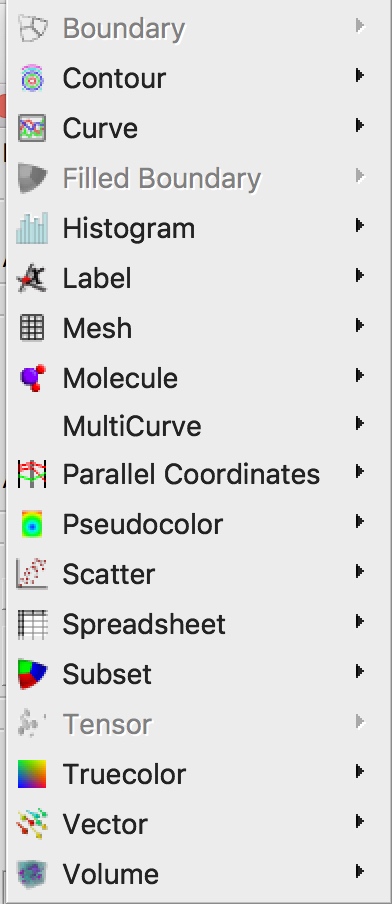 Boundary
Contour
Curve
Filled Boundary
Histogram
Label
Mesh
Molecule
MultiCurve
Parallel Coordinates
Pseudocolor
Scatter
Spreadsheet
Subset
Tensor
Truecolor
Vector
Volume